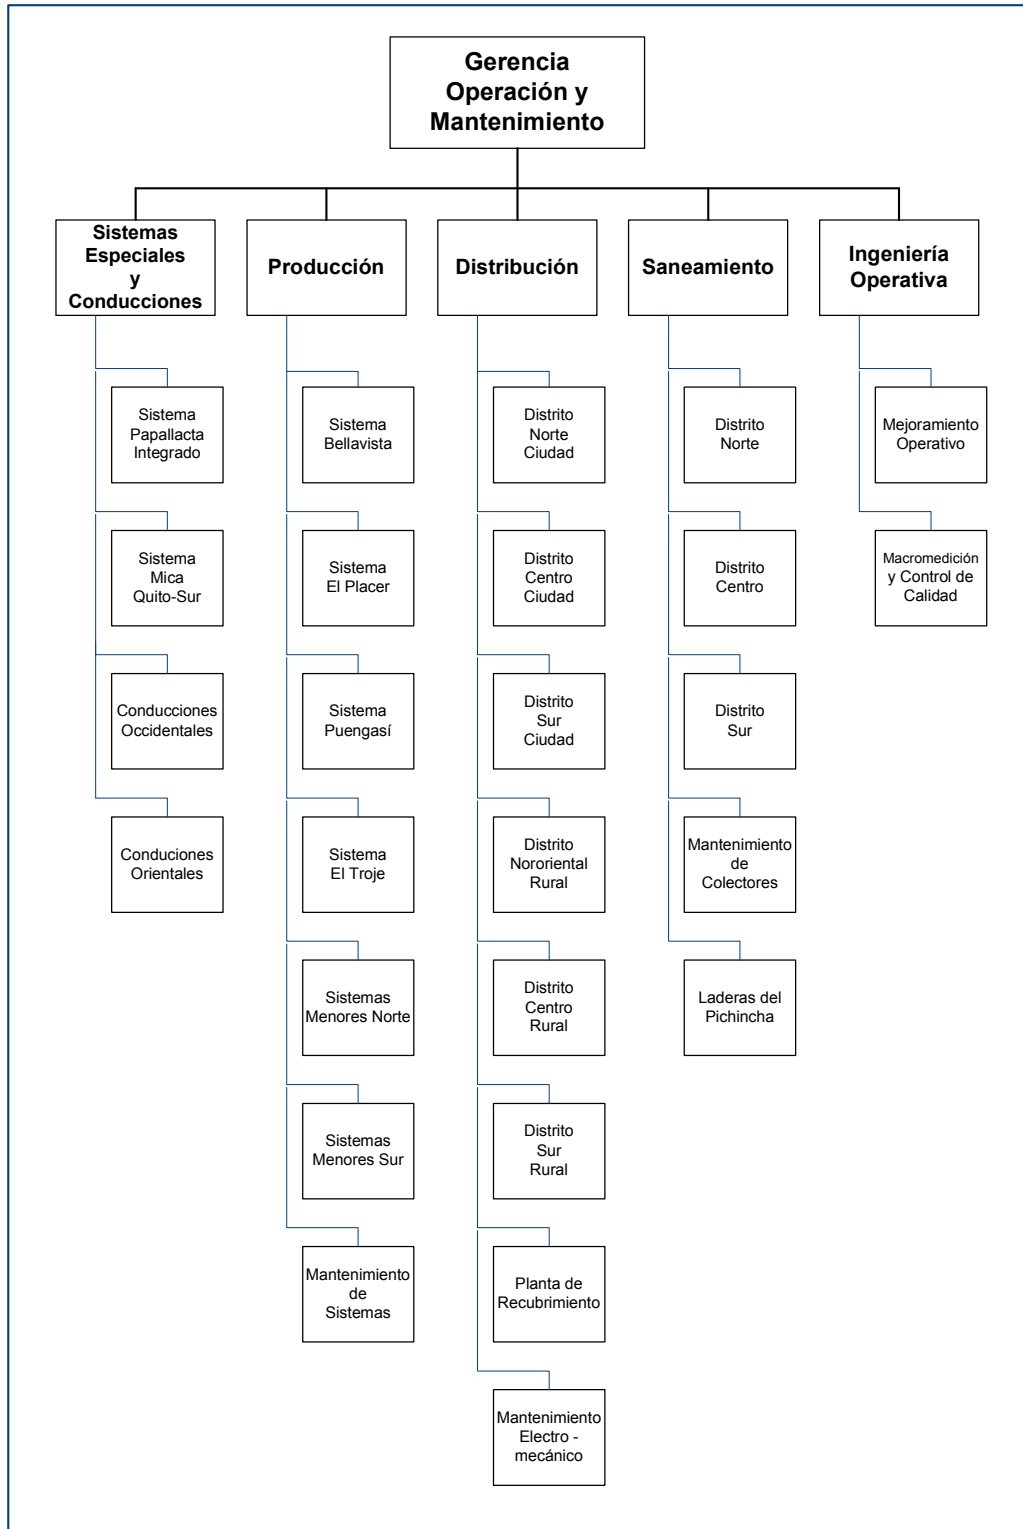 Gerencia
Operación y
Mantenimiento
Sistemas
Especiales
y
Conducciones
Producción
Distribución
Saneamiento
Ingeniería
Operativa
Sistema
Papallacta
Integrado
Sistema
Mica
Quito-Sur
Conducciones
Occidentales
Conduciones
Orientales
Sistema
Bellavista
Sistema
El Placer
Sistema
Puengasí
Sistema
El Troje
Sistemas
Menores Norte
Sistemas
Menores Sur
Mantenimiento
de
Sistemas
Distrito
Norte
Ciudad
Distrito
Centro
Ciudad
Distrito
Sur
Ciudad
Distrito
Nororiental
Rural
Distrito
Centro
Rural
Distrito
Sur
Rural
Planta de
Recubrimiento
Mantenimiento
Electro -
mecánico
Distrito
Norte
Distrito
Centro
Distrito
Sur
Mantenimiento
de
Colectores
Laderas del
Pichincha
Mejoramiento
Operativo
Macromedición
y Control de
Calidad